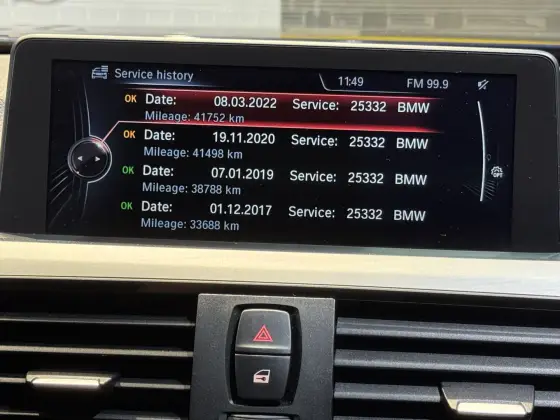 Service history
11:49
FM 99.9
OK Date: 08.03.2022 Service: 25332 BMW
Mileage: 41752 km
OK Date: 19.11.2020 Service: 25332 BMW
Mileage: 41498 km
OK Date: 07.01.2019 Service: 25332 BMW
Mileage: 38788 km
OK Date: 01.12.2017 Service: 25332 BMW
Mileage: 33688 km
OFF